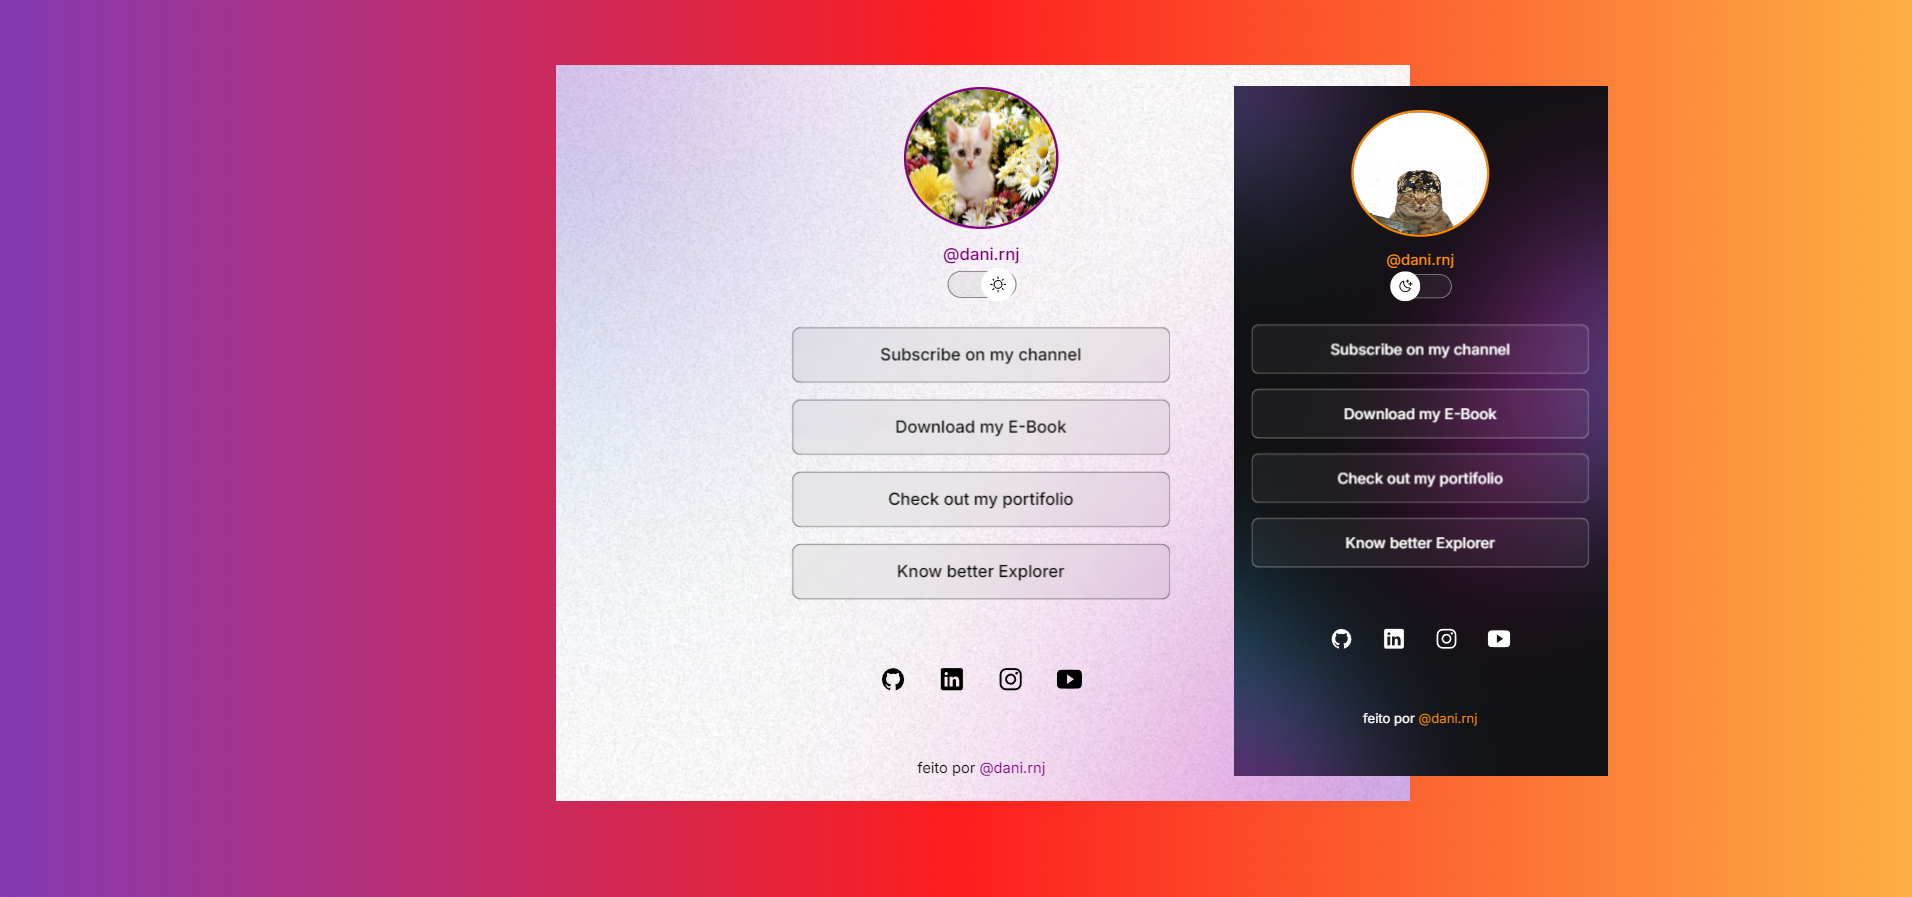 @dani.rnj
Subscribe on my channel
Download my E-Book
Check out my portifolio
Know better Explorer
in
feito por @dani.rnj
@dani.rnj
Subscribe on my channel
Download my E-Book
Check out my portifolio
Know better Explorer
in
feito por @dani.rnj